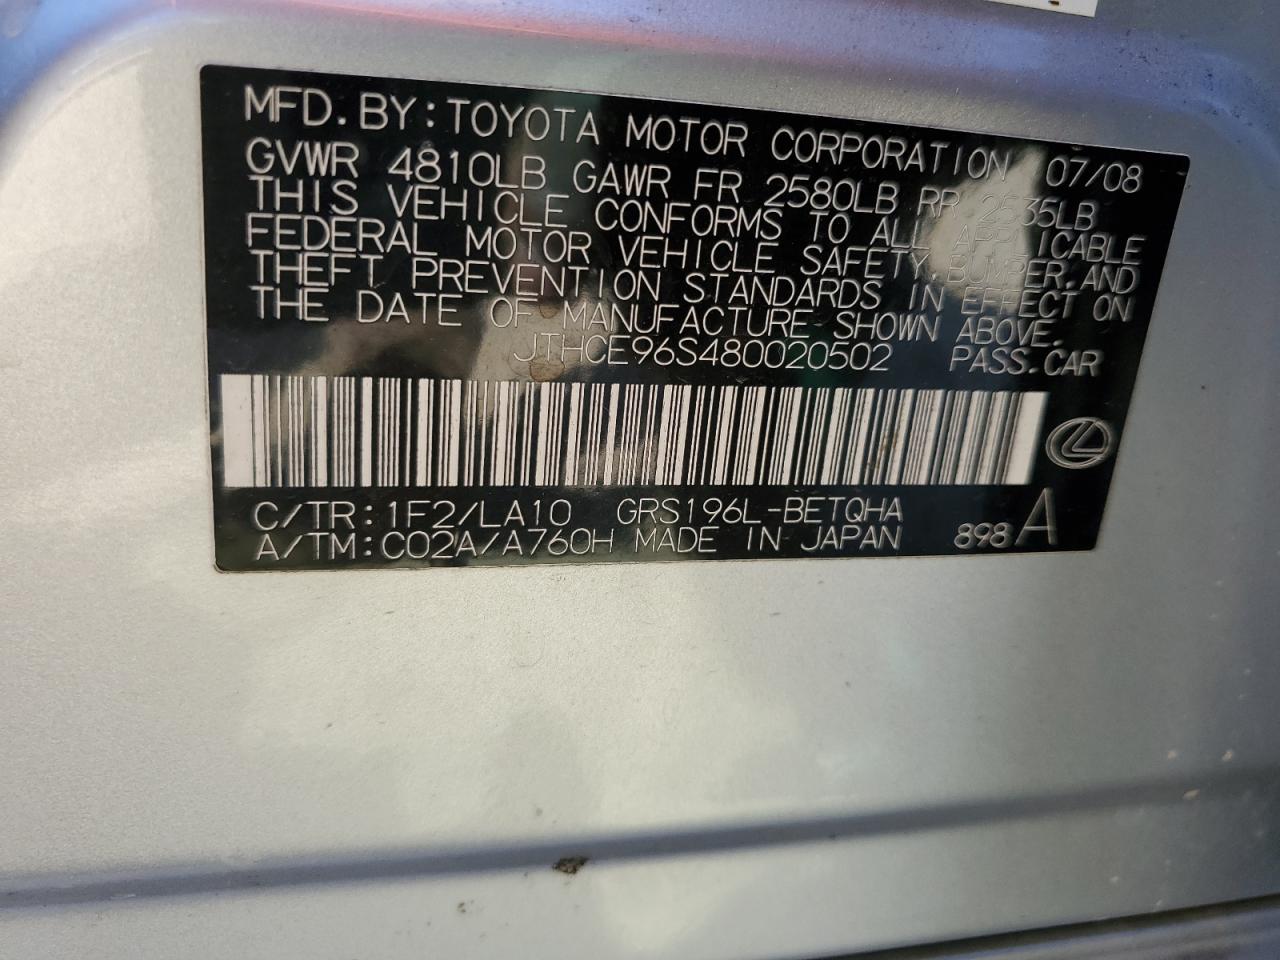 MFD.BY:TOYOTA MOTOR CORPORATION 07/08
GVWR 4810LB GAWR FR 2580LB RR 2535LB
THIS VEHICLE CONFORMS TO ALL APPLICABLE
FEDERAL MOTOR VEHICLE SAFETY,BUMPER,AND
THEFT PREVENTION STANDARDS IN EFFECT ON
THE DATE OF MANUFACTURE SHOWN ABOVE.
JTHCE96S480020502 PASS.CAR
C/TR:1F2/LA10 GRS196L-BETQHA
A/TM:C02A/A760H MADE IN JAPAN 898 A